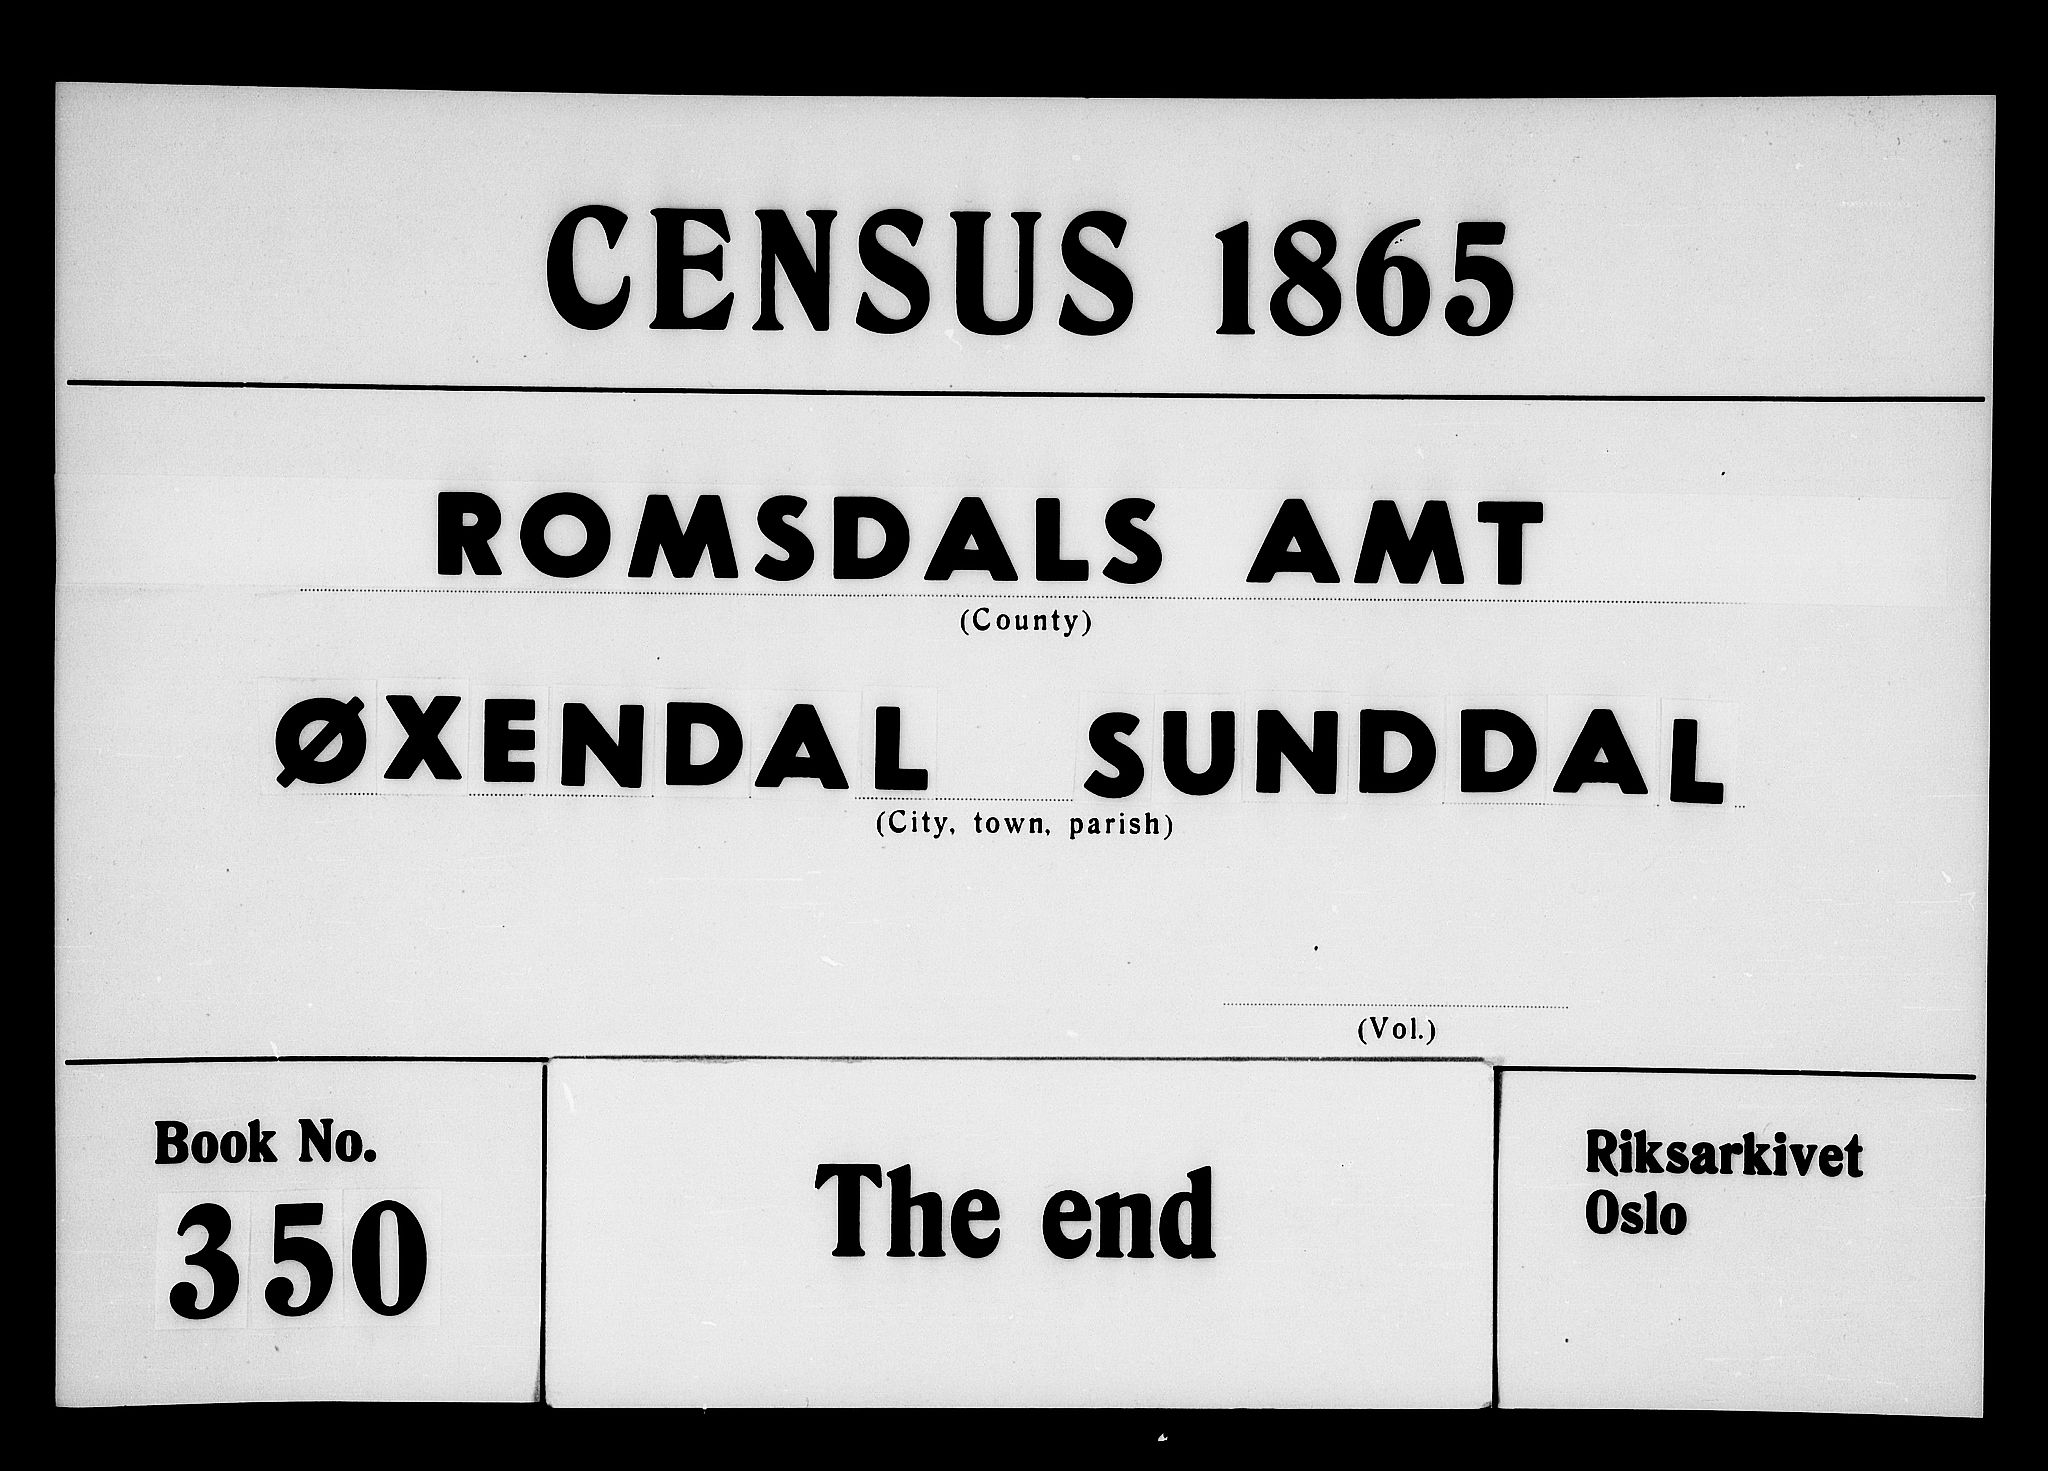 CENSUS 1865
ROMSDALS AMT
(County)
ØXENDAL SUNDDAL
(City, town, parish)
(Vol.)
Book No.
350
The end
Riksarkivet
Oslo